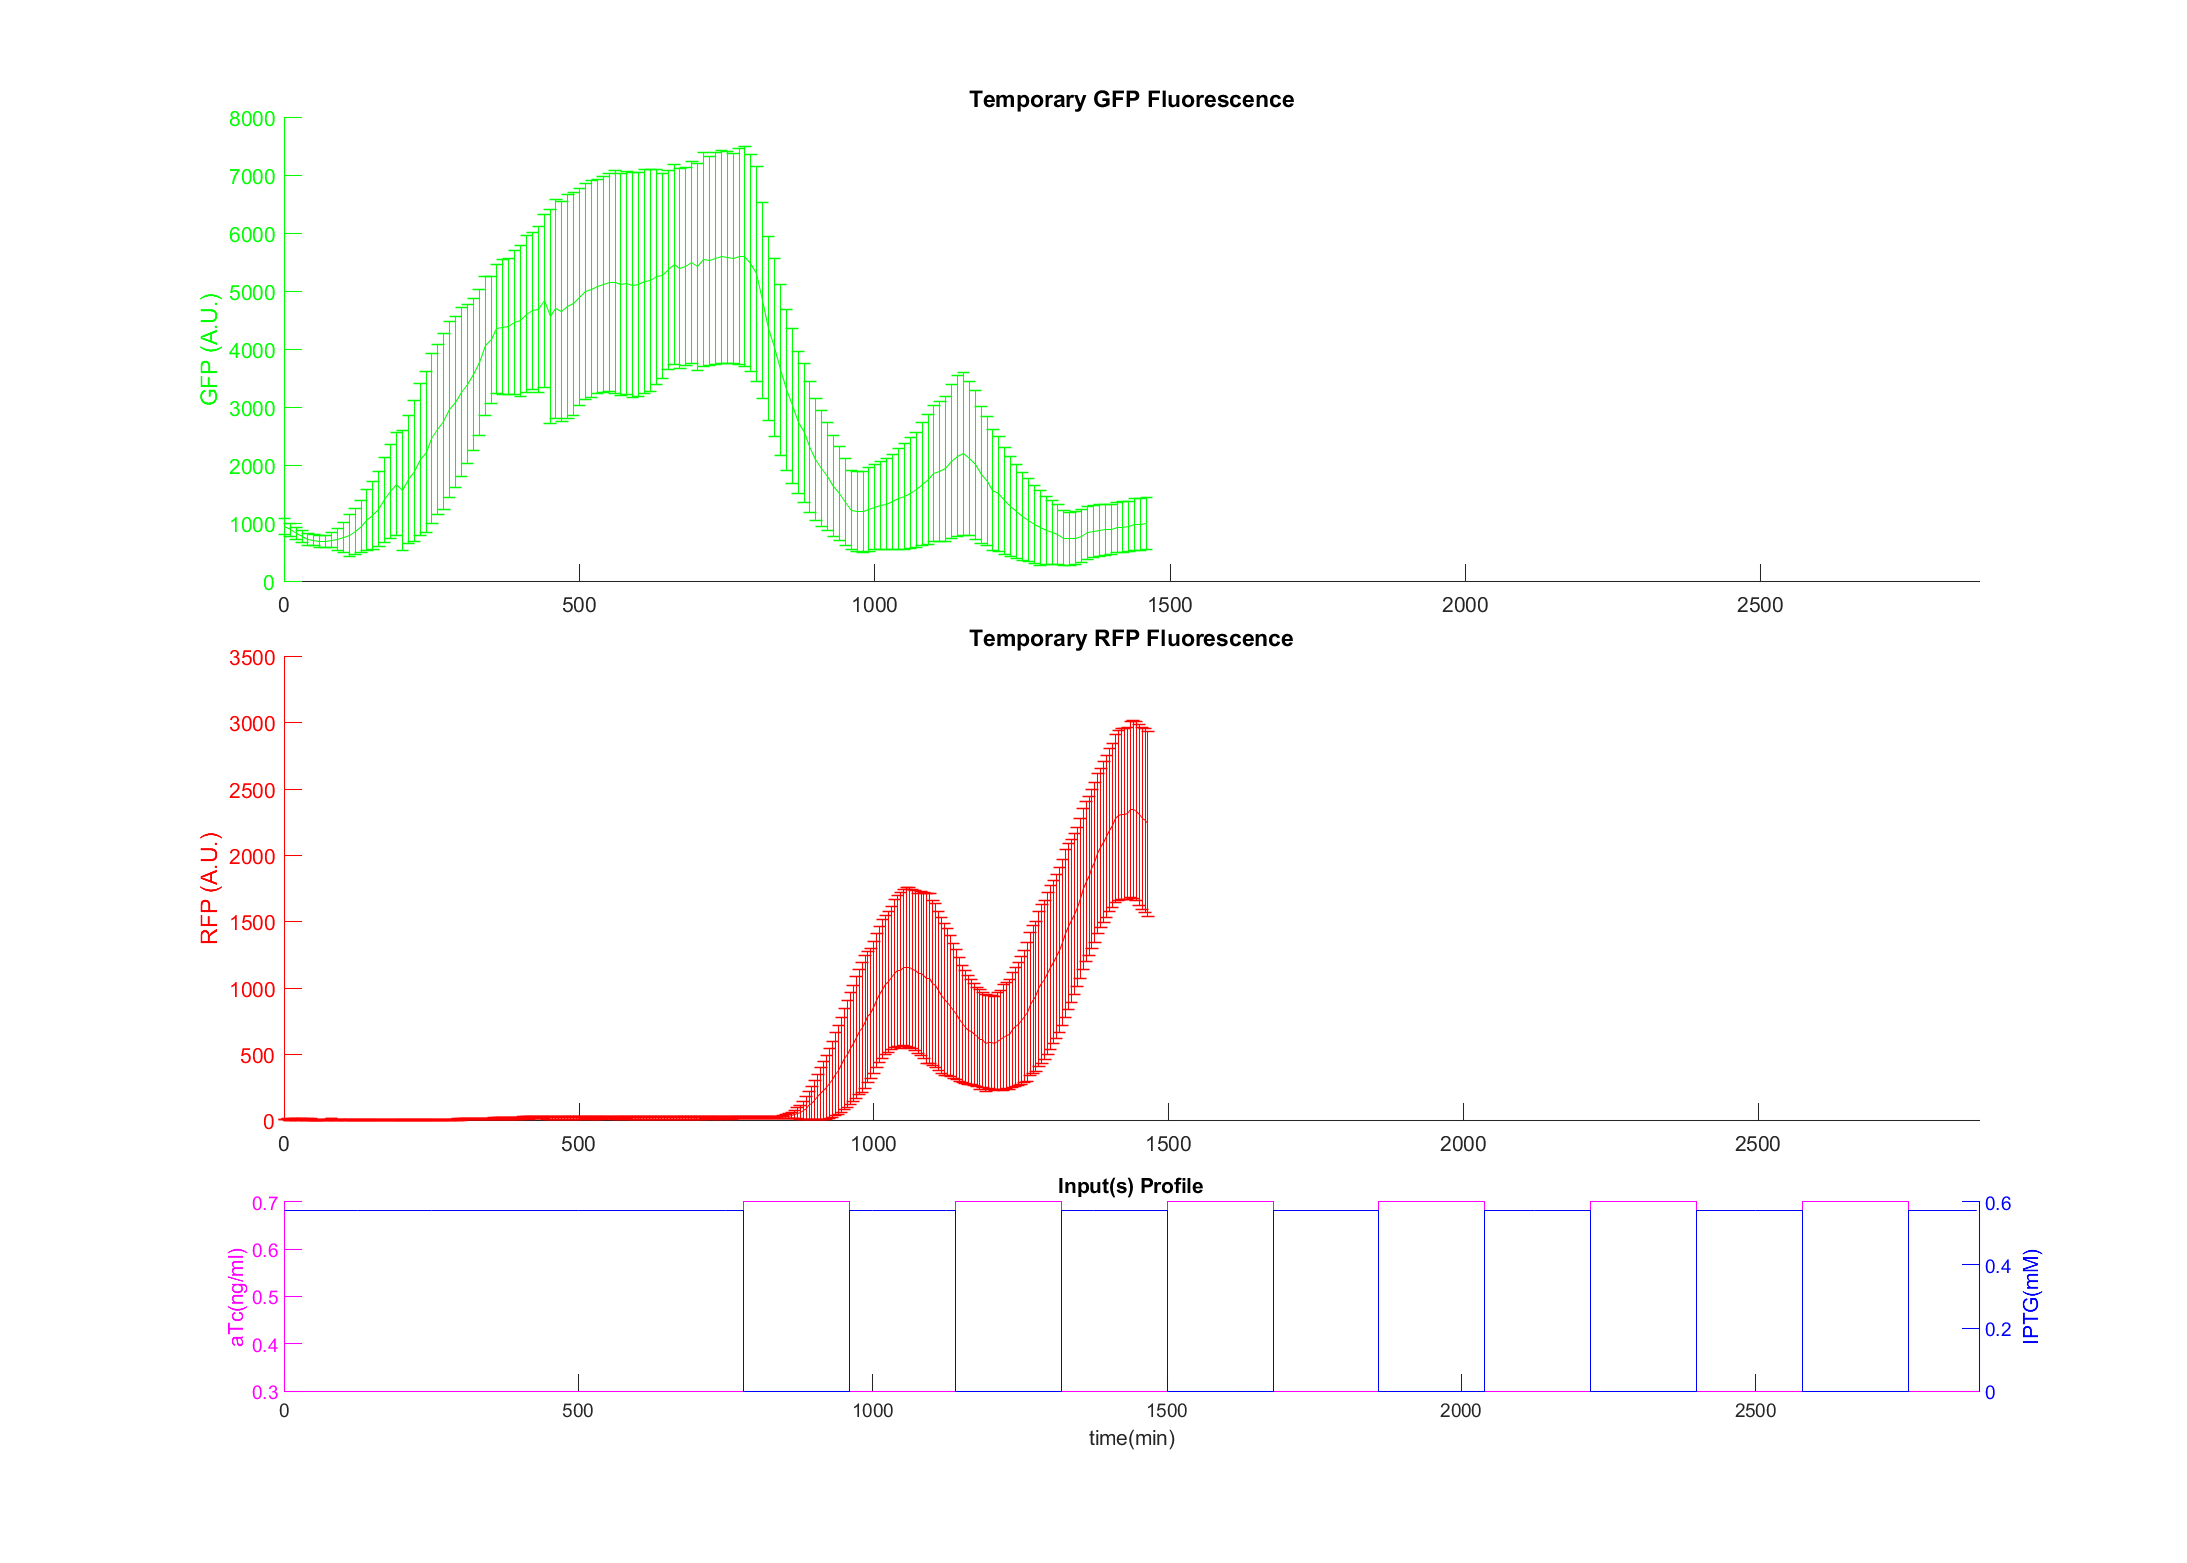 Temporary GFP Fluorescence
8000
7000
6000
5000
4000
3000
2000
1000
0
GFP (A.U.)
0 500 1000 1500 2000 2500
Temporary RFP Fluorescence
3500
3000
2500
2000
1500
1000
500
0
RFP (A.U.)
0 500 1000 1500 2000 2500
Input(s) Profile
0.7
0.6
0.5
0.4
0.3
aTc(ng/ml)
0.6
0.4
0.2
0
IPTG(mM)
0 500 1000 1500 2000 2500
time(min)